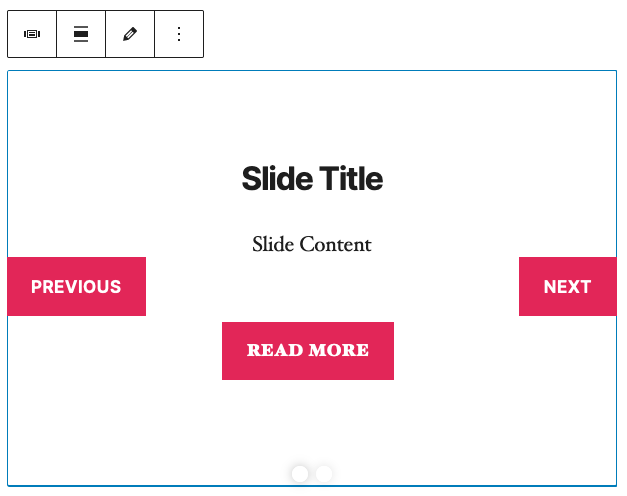 Slide Title
Slide Content
PREVIOUS
NEXT
READ MORE